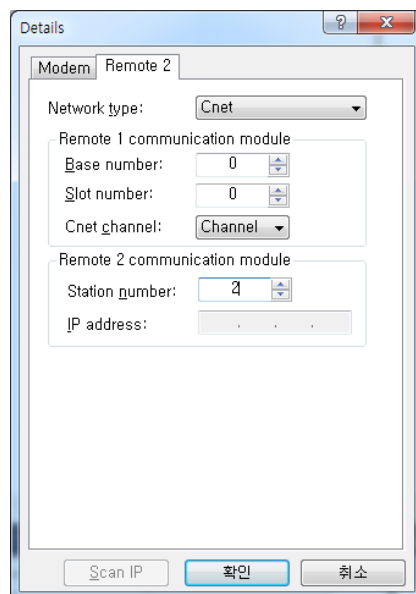 Details
Modem Remote 2
Network type: Cnet
Remote 1 communication module
Base number: 0
Slot number: 0
Cnet channel: Channel
Remote 2 communication module
Station number: 2
IP address: . . .
Scan IP 확인 취소